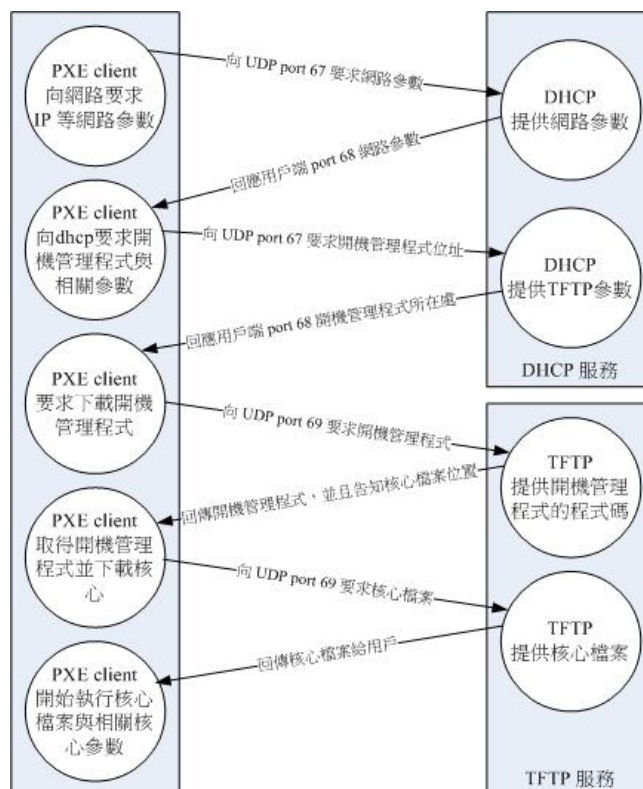 PXE client
向網路要求
IP 等網路參數
向 UDP port 67 要求網路參數
DHCP
提供網路參數
回應用戶端 port 68 網路參數
PXE client
向dhcp要求開
機管理程式與
相關參數
向 UDP port 67 要求開機管理程式位址
DHCP
提供TFTP參數
回應用戶端 port 68 開機管理程式所在處
DHCP 服務
PXE client
要求下載開機
管理程式
向 UDP port 69 要求開機管理程式
TFTP
提供開機管理
程式的程式碼
回傳開機管理程式，並且告知核心檔案位置
PXE client
取得開機管理
程式並下載核
心
向 UDP port 69 要求核心檔案
TFTP
提供核心檔案
回傳核心檔案給用戶
PXE client
開始執行核心
檔案與相關核
心參數
TFTP 服務